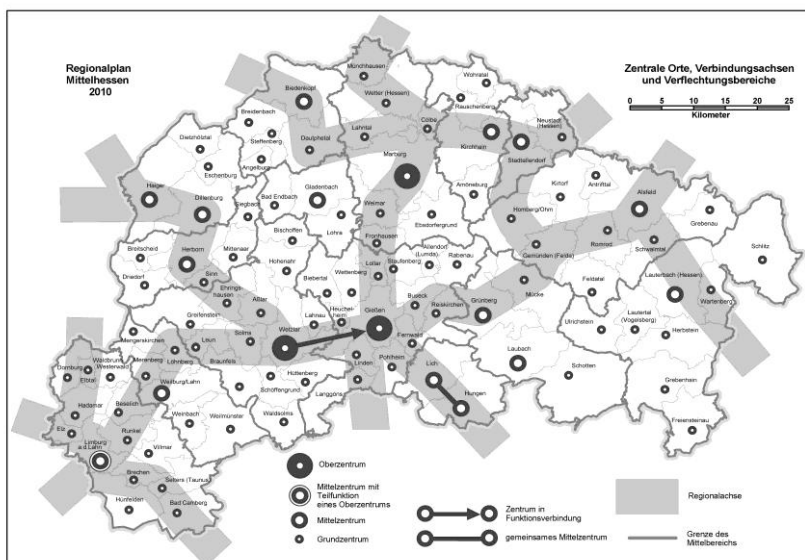 Regionalplan
Mittelhessen
2010
Zentrale Orte, Verbindungsachsen
und Verflechtungsbereiche
0 5 10 15 20 25
Kilometer
Münchhausen
Wohratal
Biedenkopf
Wetter (Hessen)
Rauschenberg
Breidenbach
Neustadt
(Hessen)
Dietzhölztal
Steffenberg
Lahntal
Cölbe
Kirchhain
Stadtallendorf
Dautphetal
Angelburg
Eschenburg
Marburg
Haiger
Dillenburg
Siegbach
Bad Endbach
Gladenbach
Amöneburg
Kirtorf
Antrifttal
Alsfeld
Weimar
Ebsdorfergrund
Homberg/Ohm
Grebenau
Lohra
Bischoffen
Fronhausen
Romrod
Schwalmtal
Breitscheid
Herborn
Mittenaar
Gemünden (Felda)
Schlitz
Driedorf
Sinn
Hohenahr
Lollar
Staufenberg
Allendorf
(Lumda)
Rabenau
Lauterbach (Hessen)
Ehrings-
hausen
Biebertal
Wettenberg
Feldatal
Wartenberg
Aßlar
Buseck
Reiskirchen
Mücke
Greifenstein
Lahnau
Heuchel-
heim
Gießen
Grünberg
Ulrichstein
Lautertal
(Vogelsberg)
Herbstein
Mengerskirchen
Solms
Wetzlar
Fernwald
Leun
Braunfels
Merenberg
Löhnberg
Linden
Pohlheim
Laubach
Dornburg
Waldbrunn
Westerwald
Elbtal
Hüttenberg
Lich
Schotten
Schöffengrund
Weilburg/Lahn
Langgöns
Hungen
Grebenhain
Hadamar
Beselich
Weinbach
Weilmünster
Waldsolms
Elz
Runkel
Freiensteinau
Limburg
a.d.Lahn
Villmar
Brechen
Selters (Taunus)
Hünfelden
Bad Camberg
Oberzentrum
Mittelzentrum mit
Teilfunktion
eines Oberzentrums
Mittelzentrum
Grundzentrum
Zentrum in
Funktionsverbindung
gemeinsames Mittelzentrum
Regionalachse
Grenze des
Mittelbereichs